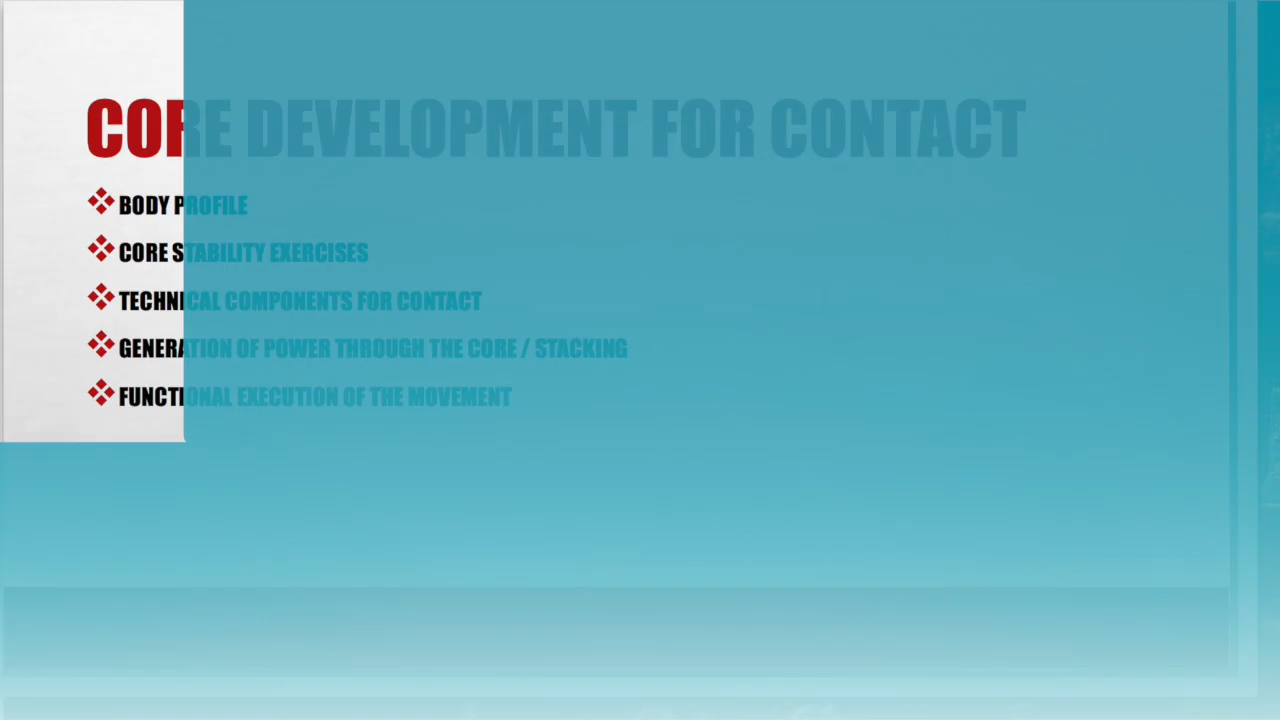 CORE DEVELOPMENT FOR CONTACT
BODY PROFILE
CORE STABILITY EXERCISES
TECHNICAL COMPONENTS FOR CONTACT
GENERATION OF POWER THROUGH THE CORE / STACKING
FUNCTIONAL EXECUTION OF THE MOVEMENT